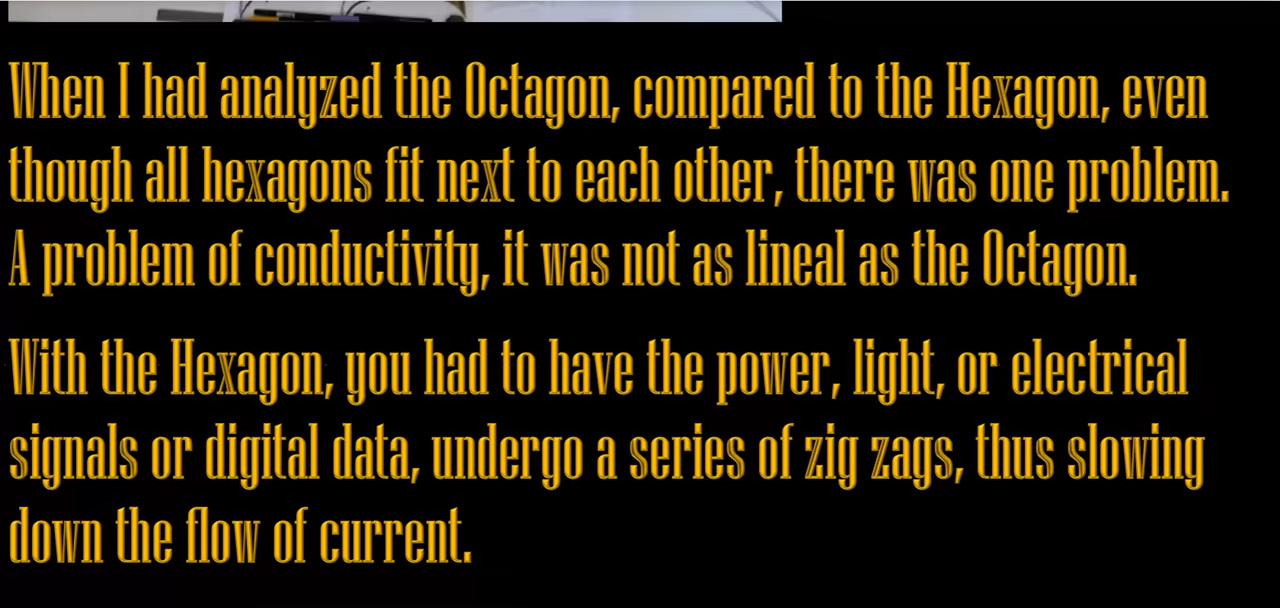 When I had analyzed the Octagon, compared to the Hexagon, even
though all hexagons fit next to each other, there was one problem.
A problem of conductivity, it was not as lineal as the Octagon.
With the Hexagon, you had to have the power, light, or electrical
signals or digital data, undergo a series of zig zags, thus slowing
down the flow of current.